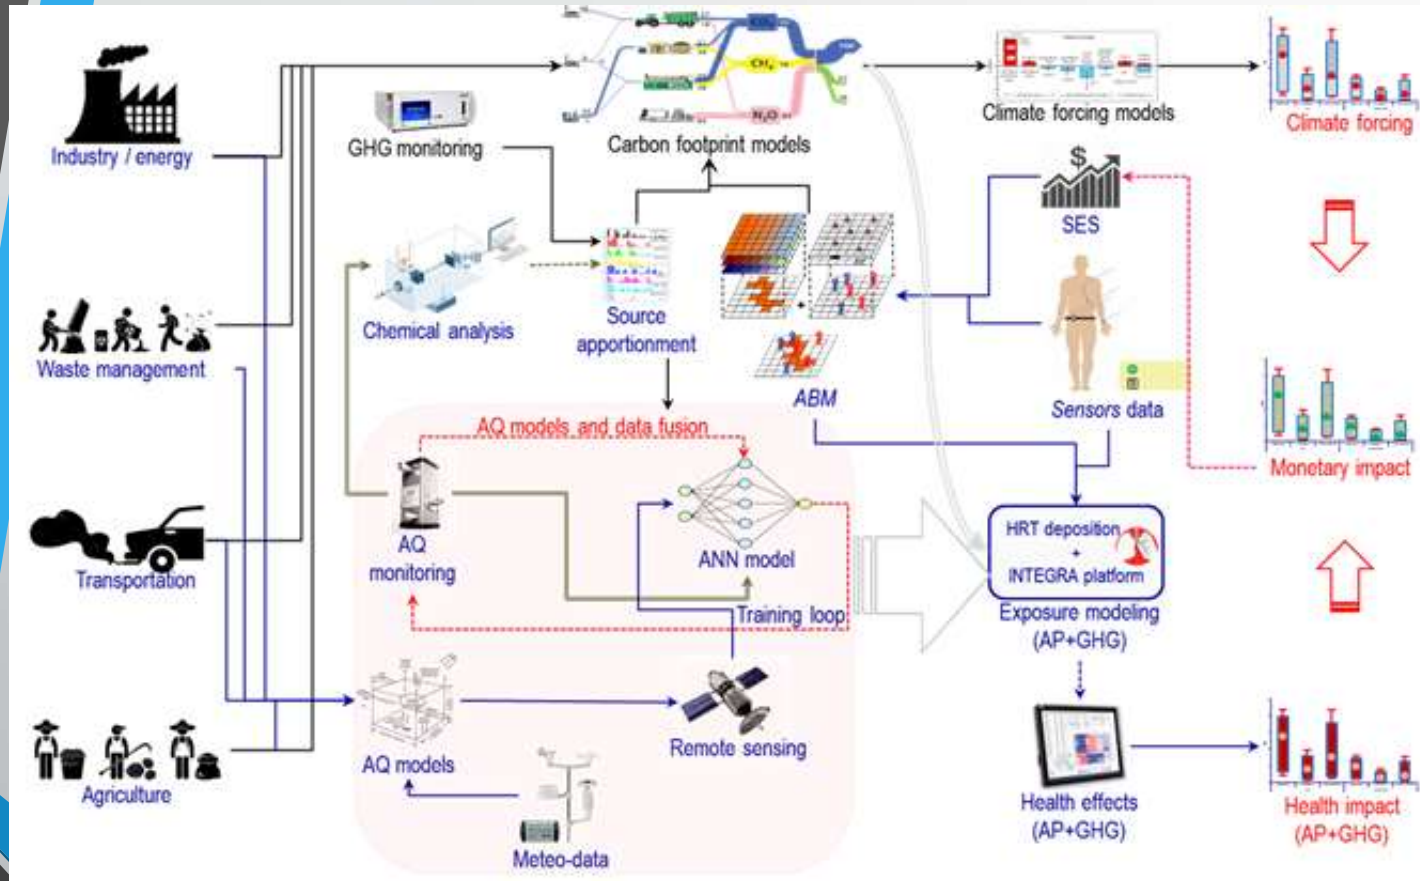 Industry / energy
GHG monitoring
CO₂
CH₄
N₂O
Carbon footprint models
Climate forcing models
Climate forcing
$
SES
Chemical analysis
Source
apportionment
+
ABM
Sensors data
Waste management
AQ models and data fusion
Monetary impact
AQ
monitoring
ANN model
HRT deposition
+
INTEGRA platform
Transportation
Training loop
Exposure modeling
(AP+GHG)
Remote sensing
AQ models
Agriculture
Meteo-data
Health effects
(AP+GHG)
Health impact
(AP+GHG)